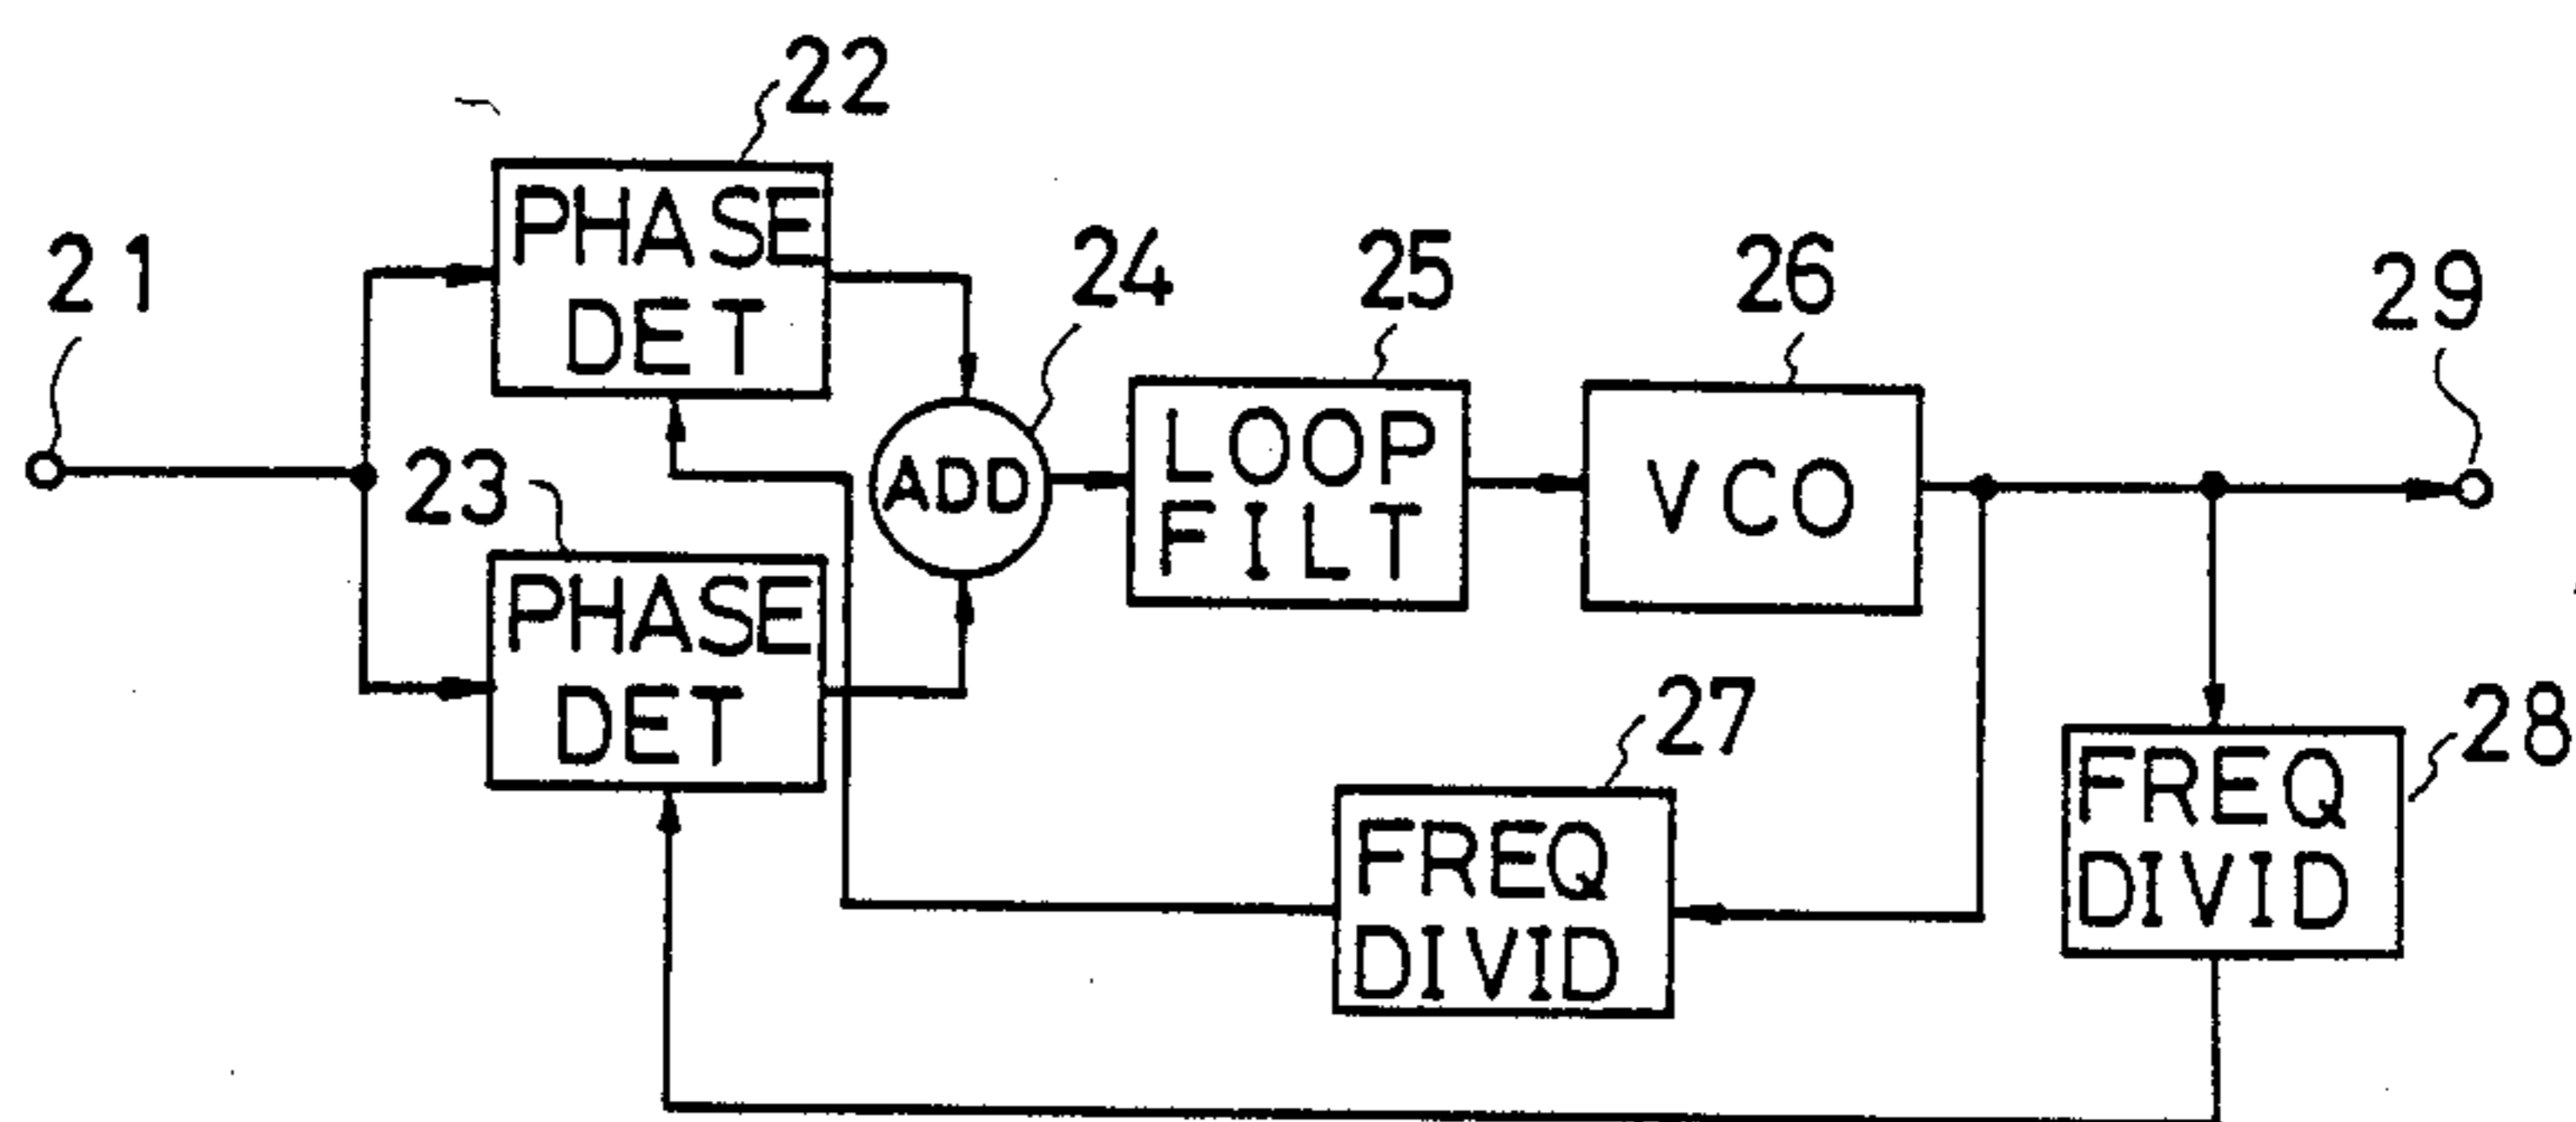 22
PHASE
DET
21
24
25
26
29
23
ADD
LOOP
FILT
VCO
PHASE
DET
27
28
FREQ
DIVID
FREQ
DIVID